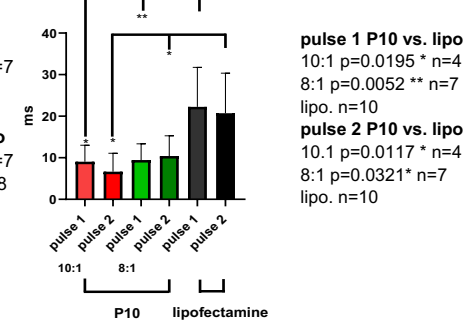 **
=7
o
=7
8
40
30
20
10
0
ms
*
*
*
pulse 1
pulse 2
pulse 1
pulse 2
pulse 1
pulse 2
10:1
8:1
P10
lipofectamine
pulse 1 P10 vs. lipo
10:1 p=0.0195 * n=4
8:1 p=0.0052 ** n=7
lipo. n=10
pulse 2 P10 vs. lipo
10.1 p=0.0117 * n=4
8:1 p=0.0321* n=7
lipo. n=10